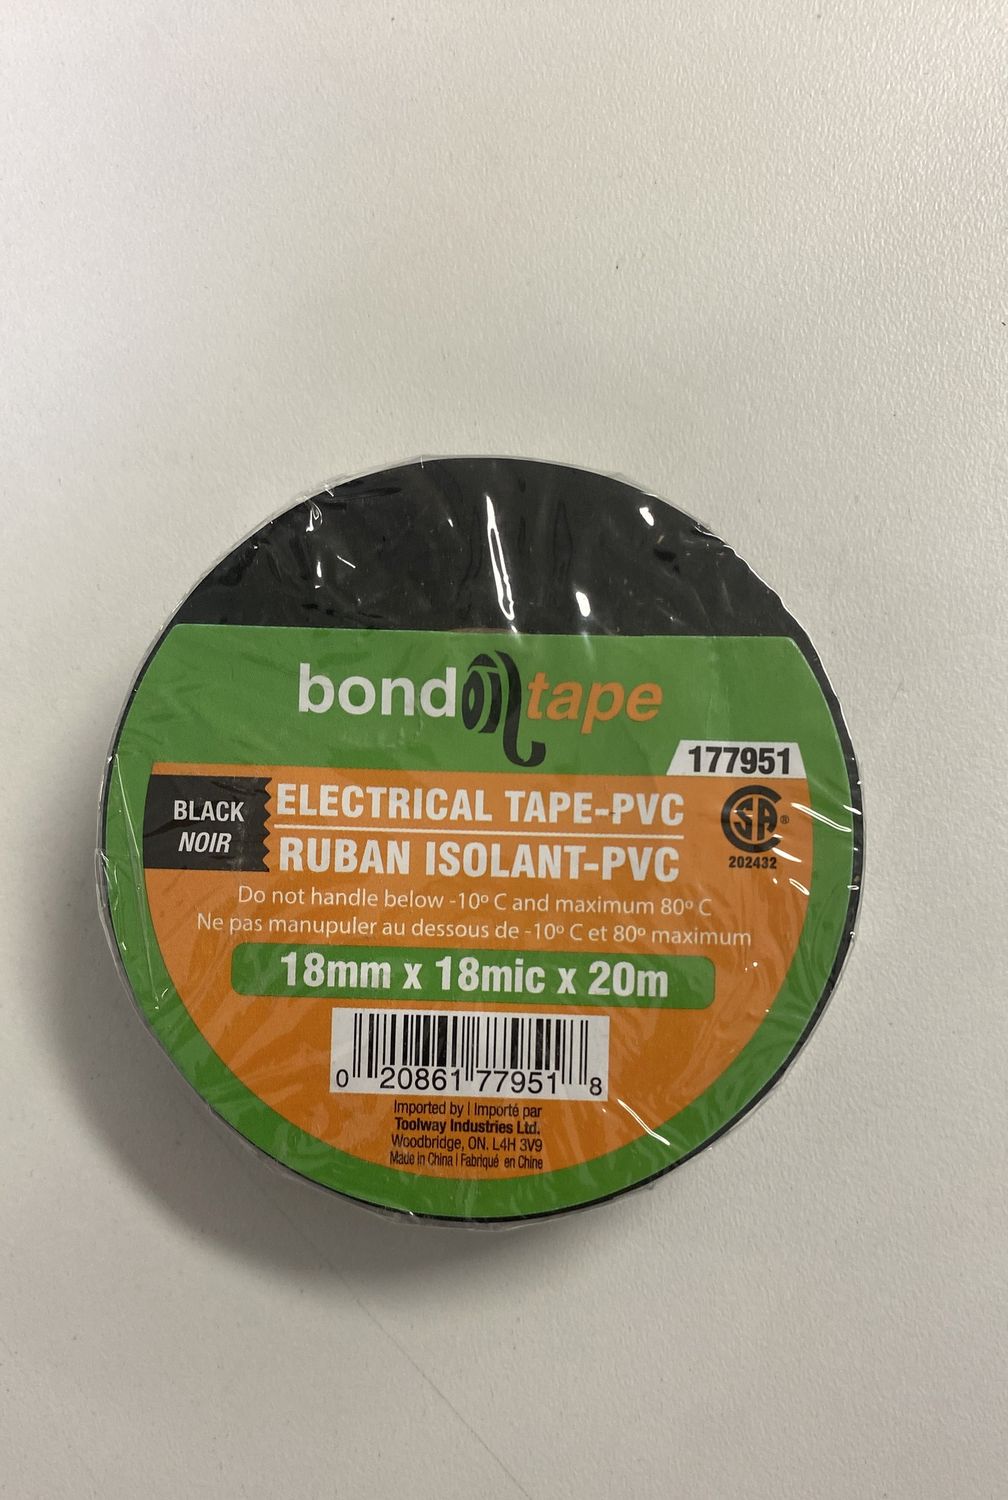 bond tape
177951
BLACK
NOIR
ELECTRICAL TAPE-PVC
RUBAN ISOLANT-PVC
SA®
202432
Do not handle below -10º C and maximum 80º C
Ne pas manupuler au dessous de -10º C et 80º maximum
18mm x 18mic x 20m
0 20861 77951 8
Imported by | Importé par
Toolway Industries Ltd.
Woodbridge, ON. L4H 3V9
Made in China | Fabriqué en Chine